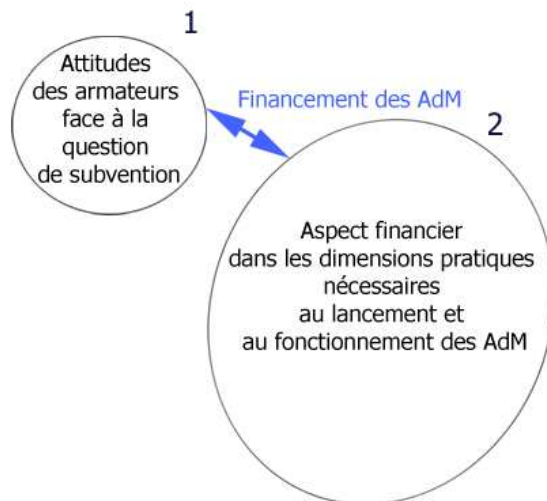 1
Attitudes
des armateurs
face à la
question
de subvention
Financement des AdM
2
Aspect financier
dans les dimensions pratiques
nécessaires
au lancement et
au fonctionnement des AdM